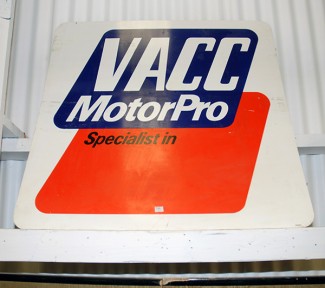 VACC
MotorPro
Specialist in